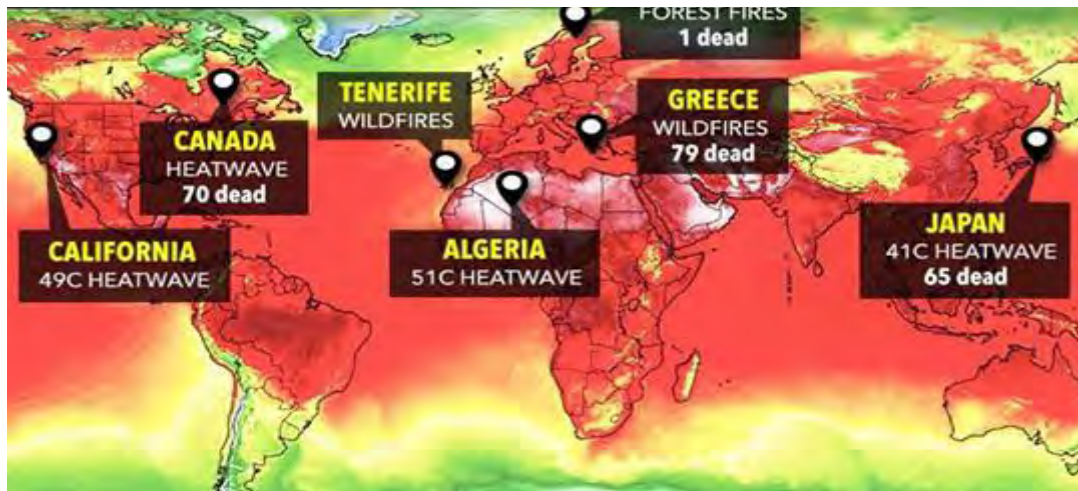 FOREST FIRES
1 dead
TENERIFE
WILDFIRES
GREECE
WILDFIRES
79 dead
CANADA
HEATWAVE
70 dead
CALIFORNIA
49C HEATWAVE
ALGERIA
51C HEATWAVE
JAPAN
41C HEATWAVE
65 dead